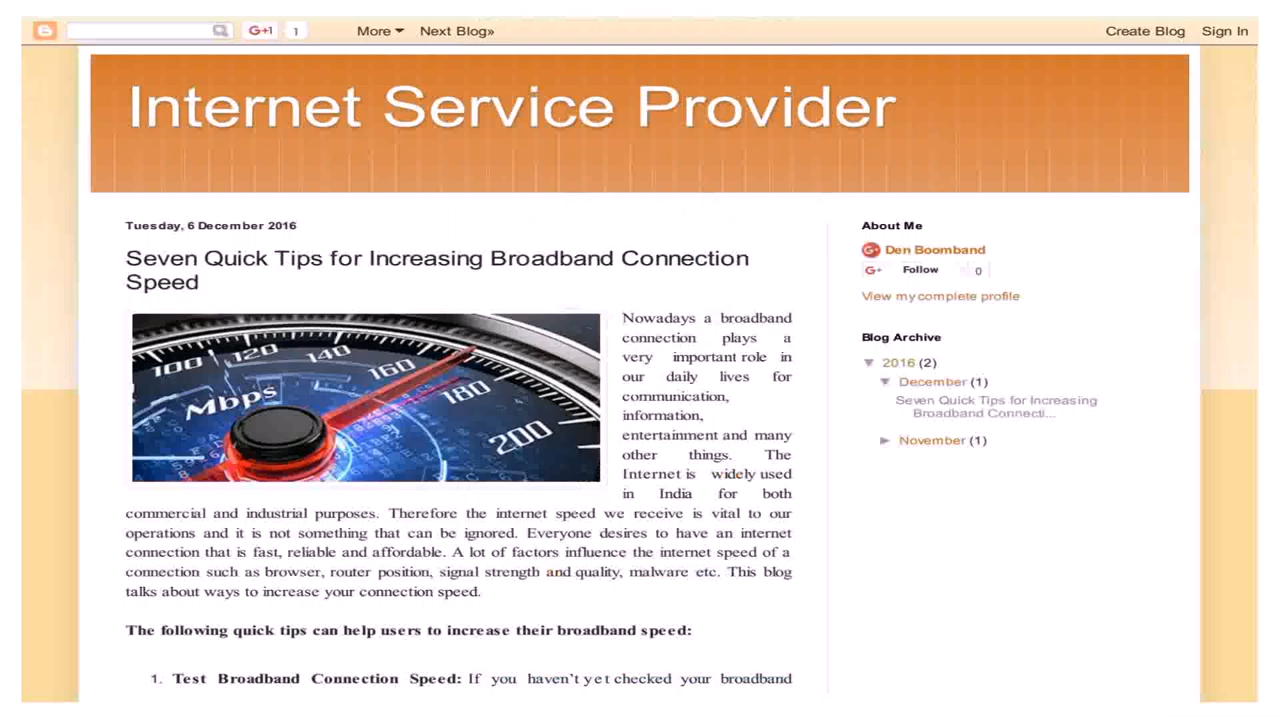 G+1 1 More Next Blog» Create Blog Sign In
Internet Service Provider
Tuesday, 6 December 2016
Seven Quick Tips for Increasing Broadband Connection
Speed
100 120 140 160 180 200
Mbps
Nowadays a broadband
connection plays a
very important role in
our daily lives for
communication,
information,
entertainment and many
other things. The
Internet is widely used
in India for both
commercial and industrial purposes. Therefore the internet speed we receive is vital to our
operations and it is not something that can be ignored. Everyone desires to have an internet
connection that is fast, reliable and affordable. A lot of factors influence the internet speed of a
connection such as browser, router position, signal strength and quality, malware etc. This blog
talks about ways to increase your connection speed.
The following quick tips can help users to increase their broadband speed:
1. Test Broadband Connection Speed: If you haven't yet checked your broadband
About Me
G+ Den Boomband
G+ Follow 0
View my complete profile
Blog Archive
▼ 2016 (2)
▼ December (1)
Seven Quick Tips for Increasing
Broadband Connecti...
► November (1)